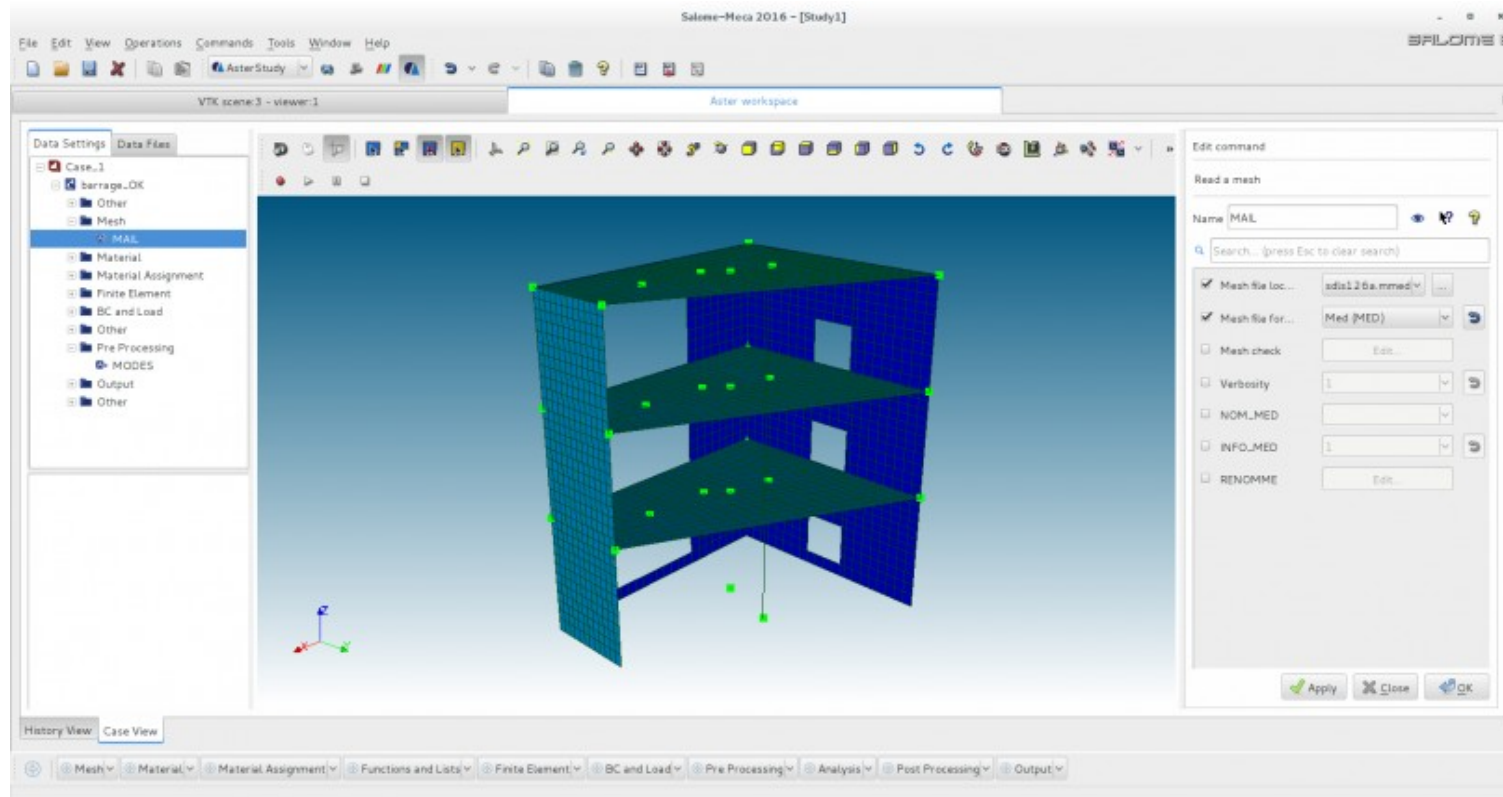 Salome-Meca 2016 - [Study1]
File Edit View Operations Commands Tools Window Help
SALOME
AsterStudy
VTK scene:3 - viewer:1
Aster workspace
Data Settings
Data Files
Case_1
barrage_OK
Other
Mesh
MAIL
Material
Material Assignment
Finite Element
BC and Load
Other
Pre Processing
MODES
Output
Other
Z
X
Y
Edit command
Read a mesh
Name MAIL
Search... (press Esc to clear search)
Mesh file loc... sdls126a.mmed ...
Mesh file for... Med (MED)
Mesh check Edit...
Verbosity 1
NOM_MED
INFO_MED 1
RENOMME Edit...
Apply Close OK
History View Case View
Mesh Material Material Assignment Functions and Lists Finite Element BC and Load Pre Processing Analysis Post Processing Output